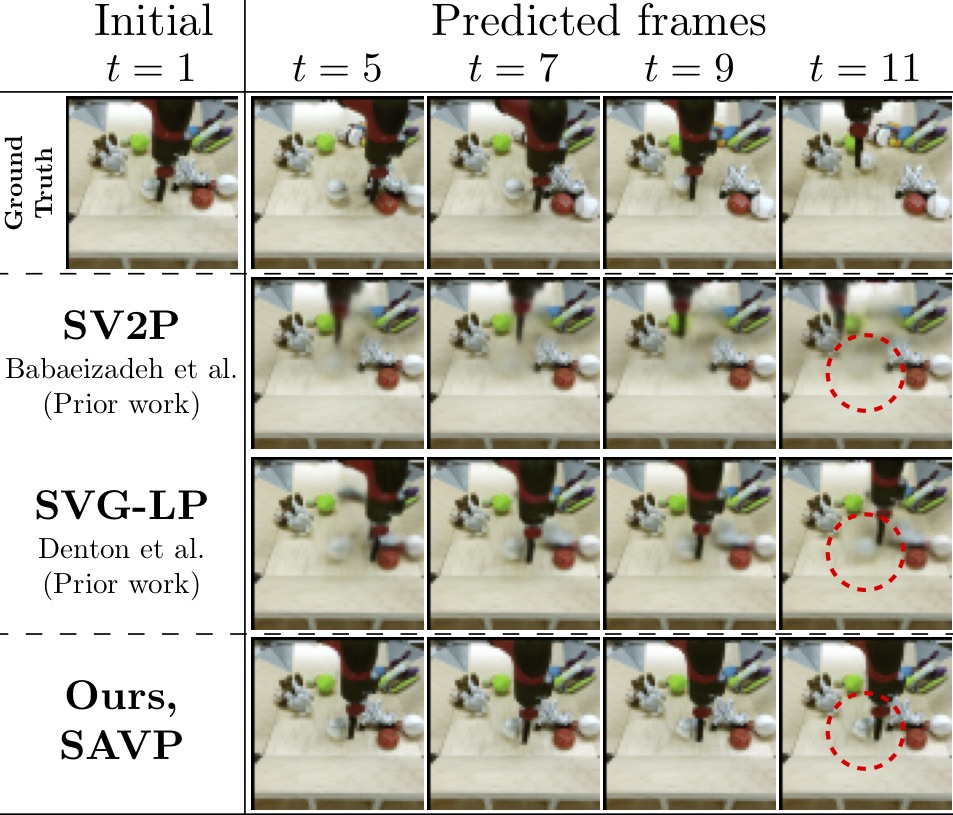 Initial
Predicted frames
t = 1
t = 5
t = 7
t = 9
t = 11
Ground
Truth
SV2P
Babaeizadeh et al.
(Prior work)
SVG-LP
Denton et al.
(Prior work)
Ours,
SAVP